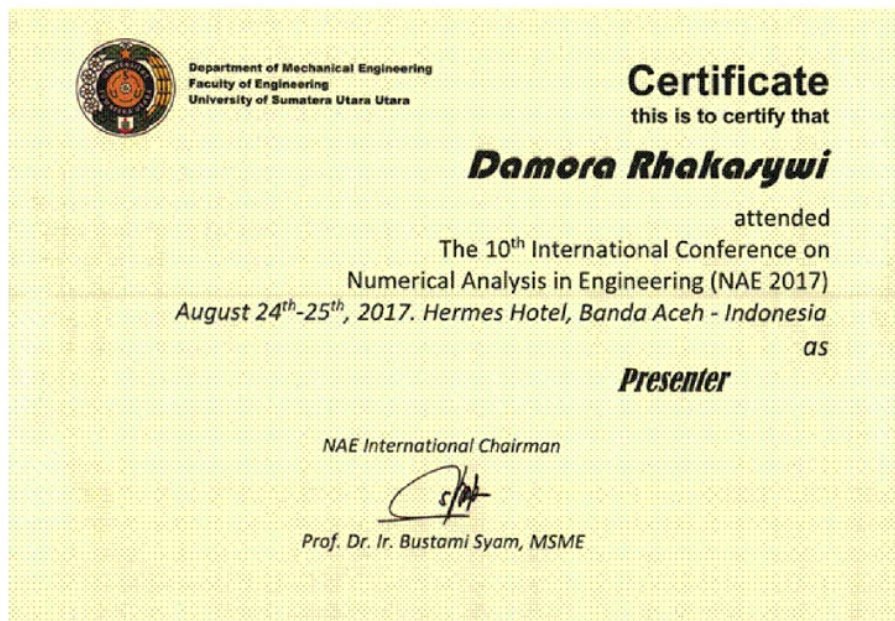 Department of Mechanical Engineering
Faculty of Engineering
University of Sumatera Utara Utara
Certificate
this is to certify that
Damora Rhakasywi
attended
The 10th International Conference on
Numerical Analysis in Engineering (NAE 2017)
August 24th-25th, 2017. Hermes Hotel, Banda Aceh - Indonesia
as
Presenter
NAE International Chairman
Prof. Dr. Ir. Bustami Syam, MSME